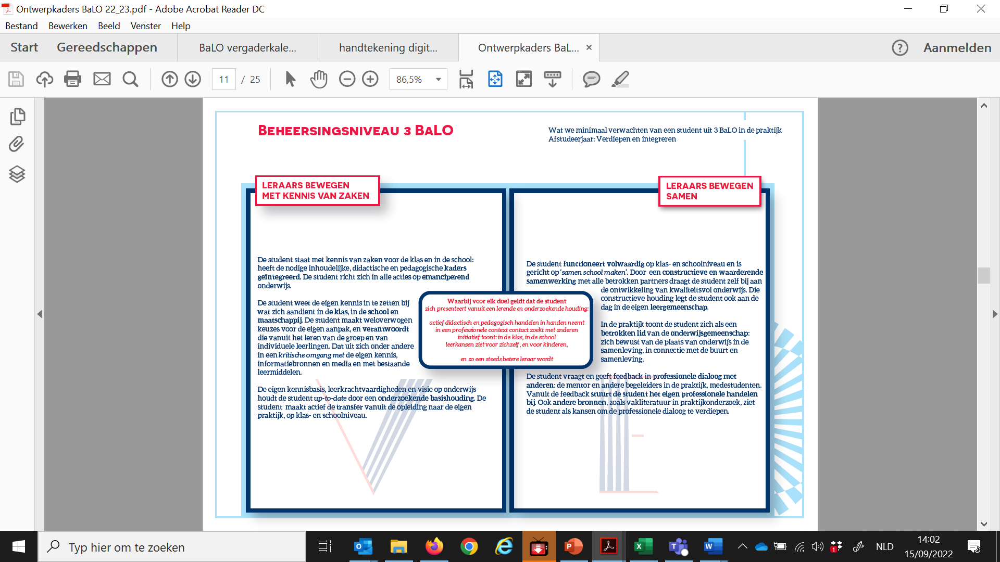 Ontwerpkaders BaLO 22_23.pdf - Adobe Acrobat Reader DC
Bestand Bewerken Beeld Venster Help
Start Gereedschappen BaLO vergaderkale... handtekening digit... Ontwerpkaders BaL... × ? Aanmelden
11 / 25 86,5%
BEHEERSINGSNIVEAU 3 BALO
Wat we minimaal verwachten van een student uit 3 BaLO in de praktijk
Afstudeerjaar: Verdiepen en integreren
LERAARS BEWEGEN
MET KENNIS VAN ZAKEN
De student staat met kennis van zaken voor de klas en in de school:
heeft de nodige inhoudelijke, didactische en pedagogische kaders
geïntegreerd. De student richt zich in alle acties op emanciperend
onderwijs.
De student weet de eigen kennis in te zetten bij
wat zich aandient in de klas, in de school en
maatschappij. De student maakt weloverwogen
keuzes voor de eigen aanpak, en verantwoordt
die vanuit het leren van de groep en van
individuele leerlingen. Dat uit zich onder andere
in een kritische omgang met de eigen kennis,
informatiebronnen en media en met bestaande
leermiddelen.
De eigen kennisbasis, leerkrachtvaardigheden en visie op onderwijs
houdt de student up-to-date door een onderzoekende basishouding. De
student maakt actief de transfer vanuit de opleiding naar de eigen
praktijk, op klas- en schoolniveau.
Waarbij voor elk doel geldt dat de student
zich presenteert vanuit een lerende en onderzoekende houding:
actief didactisch en pedagogisch handelen in handen neemt
in een professionele context contact zoekt met anderen
initiatief toont: in de klas, in de school
leerkansen ziet voor zichzelf, en voor kinderen,
en zo een steeds betere leraar wordt
LERAARS BEWEGEN
SAMEN
De student functioneert volwaardig op klas- en schoolniveau en is
gericht op ‘samen school maken’. Door een constructieve en waarderende
samenwerking met alle betrokken partners draagt de student zelf bij aan
de ontwikkeling van kwaliteitsvol onderwijs. Die
constructieve houding legt de student ook aan de
dag in de eigen leergemeenschap.
In de praktijk toont de student zich als een
betrokken lid van de onderwijsgemeenschap:
zich bewust van de plaats van onderwijs in de
samenleving, in connectie met de buurt en
samenleving.
De student vraagt en geeft feedback in professionele dialoog met
anderen: de mentor en andere begeleiders in de praktijk, medestudenten.
Vanuit de feedback stuurt de student het eigen professionele handelen
bij. Ook andere bronnen, zoals vakliteratuur in praktijkonderzoek, ziet
de student als kansen om de professionele dialoog te verdiepen.
Typ hier om te zoeken
NLD
14:02
15/09/2022